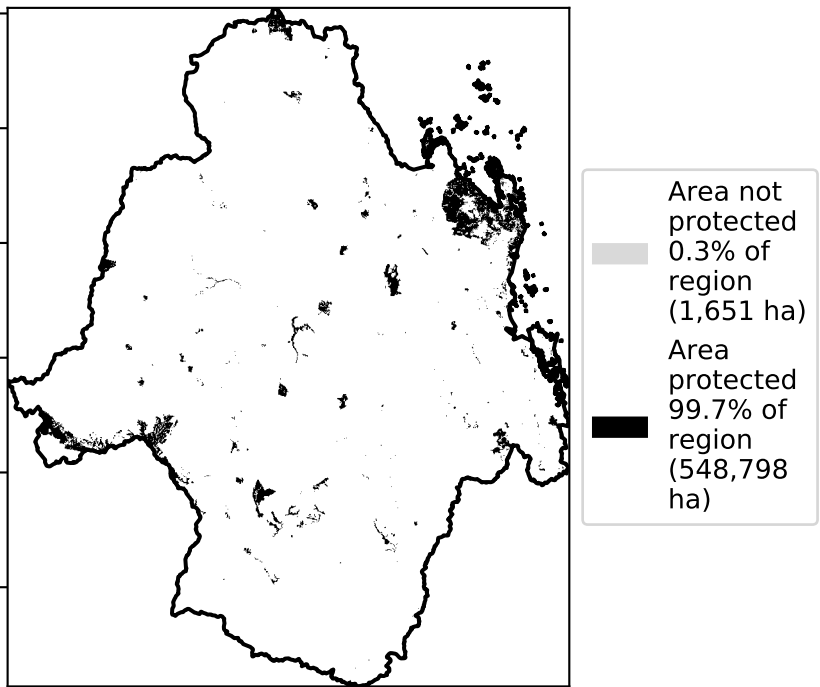 Area not
protected
0.3% of
region
(1,651 ha)
Area
protected
99.7% of
region
(548,798
ha)